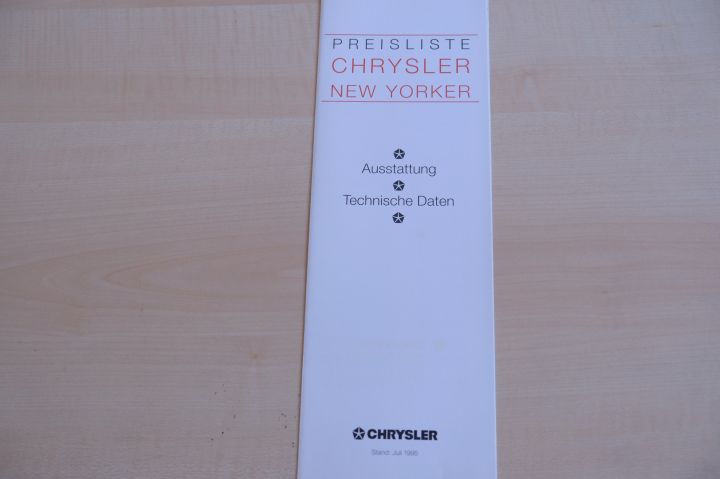 PREISLISTE
CHRYSLER
NEW YORKER
Ausstattung
Technische Daten
CHRYSLER
Stand: Juli 1995